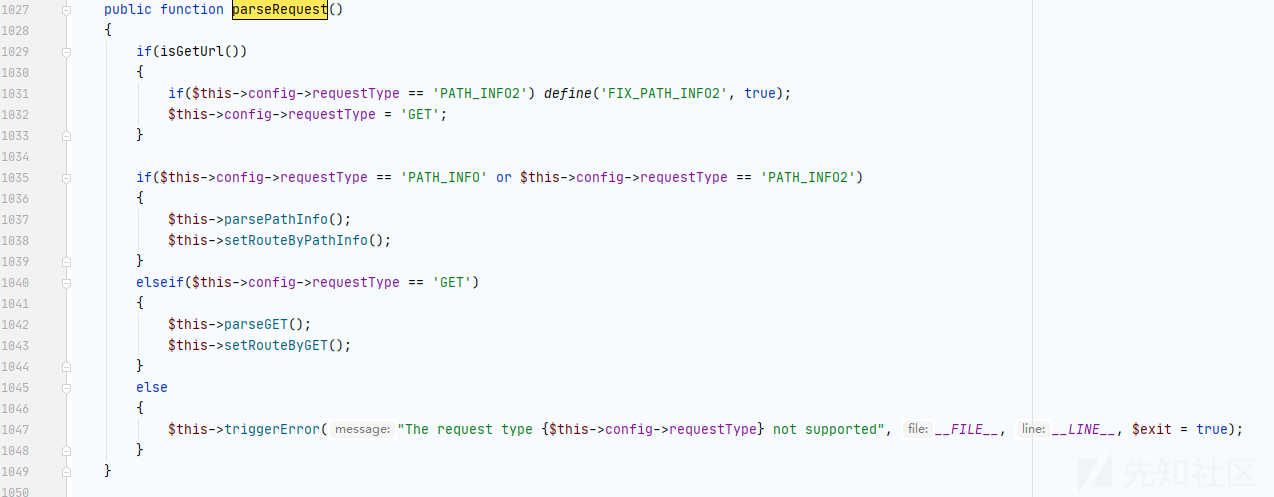 1027 public function parseRequest()
1028 {
1029 if(isGetUrl())
1030 {
1031 if($this->config->requestType == 'PATH_INFO2') define('FIX_PATH_INFO2', true);
1032 $this->config->requestType = 'GET';
1033 }
1034
1035 if($this->config->requestType == 'PATH_INFO' or $this->config->requestType == 'PATH_INFO2')
1036 {
1037 $this->parsePathInfo();
1038 $this->setRouteByPathInfo();
1039 }
1040 elseif($this->config->requestType == 'GET')
1041 {
1042 $this->parseGET();
1043 $this->setRouteByGET();
1044 }
1045 else
1046 {
1047 $this->triggerError( message: "The request type {$this->config->requestType} not supported", file: __FILE__, line: __LINE__, $exit = true);
1048 }
1049 }
1050
先知社区